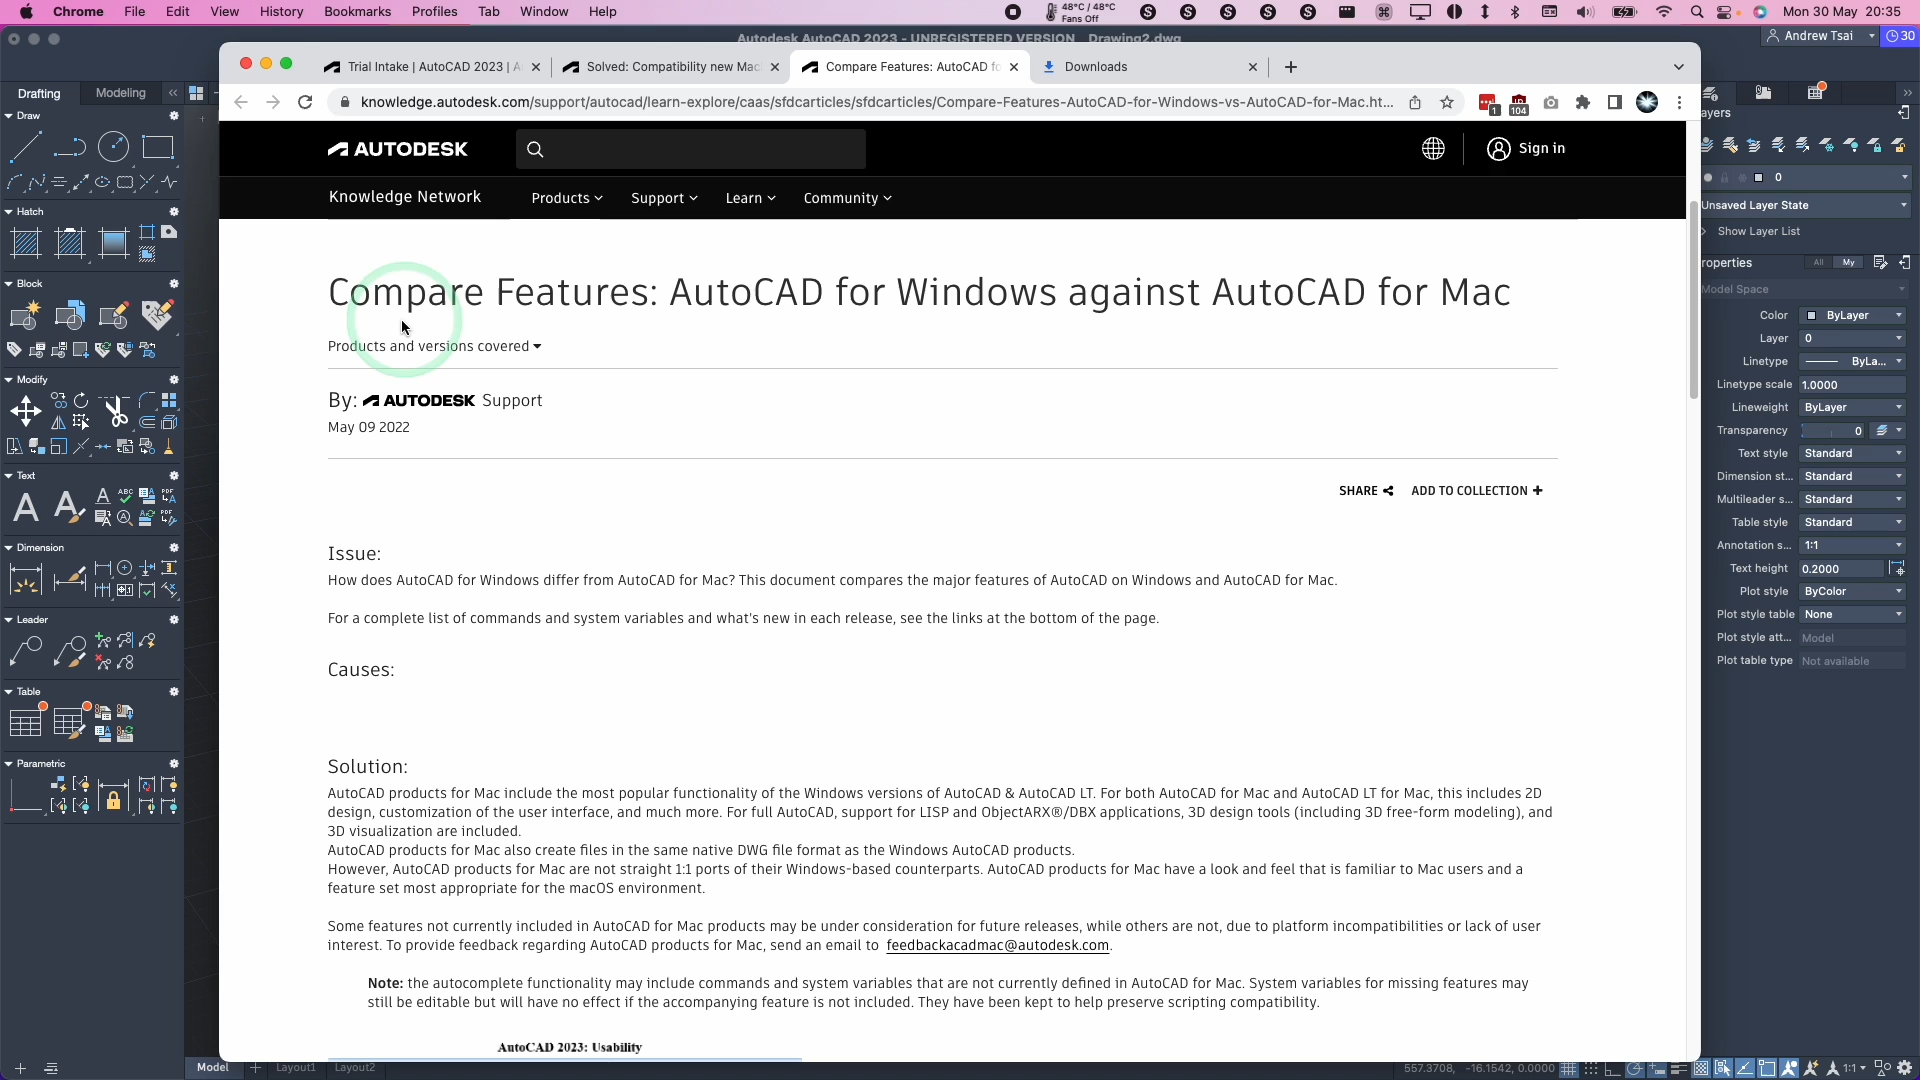 Chrome File Edit View History Bookmarks Profiles Tab Window Help
48°C / 48°C
Fans Off
Mon 30 May 20:35
Autodesk AutoCAD 2023 - UNREGISTERED VERSION Drawing2.dwg
Andrew Tsai
30
Trial Intake | AutoCAD 2023 | A
Solved: Compatibility new Mac
Compare Features: AutoCAD fo
Downloads
knowledge.autodesk.com/support/autocad/learn-explore/caas/sfdcarticles/sfdcarticles/Compare-Features-AutoCAD-for-Windows-vs-AutoCAD-for-Mac.ht...
1
104
AUTODESK
Sign in
Knowledge Network
Products
Support
Learn
Community
Compare Features: AutoCAD for Windows against AutoCAD for Mac
Products and versions covered
By: AUTODESK Support
May 09 2022
SHARE
ADD TO COLLECTION +
Issue:
How does AutoCAD for Windows differ from AutoCAD for Mac? This document compares the major features of AutoCAD on Windows and AutoCAD for Mac.
For a complete list of commands and system variables and what's new in each release, see the links at the bottom of the page.
Causes:
Solution:
AutoCAD products for Mac include the most popular functionality of the Windows versions of AutoCAD & AutoCAD LT. For both AutoCAD for Mac and AutoCAD LT for Mac, this includes 2D
design, customization of the user interface, and much more. For full AutoCAD, support for LISP and ObjectARX®/DBX applications, 3D design tools (including 3D free-form modeling), and
3D visualization are included.
AutoCAD products for Mac also create files in the same native DWG file format as the Windows AutoCAD products.
However, AutoCAD products for Mac are not straight 1:1 ports of their Windows-based counterparts. AutoCAD products for Mac have a look and feel that is familiar to Mac users and a
feature set most appropriate for the macOS environment.
Some features not currently included in AutoCAD for Mac products may be under consideration for future releases, while others are not, due to platform incompatibilities or lack of user
interest. To provide feedback regarding AutoCAD products for Mac, send an email to feedbackacadmac@autodesk.com.
Note: the autocomplete functionality may include commands and system variables that are not currently defined in AutoCAD for Mac. System variables for missing features may
still be editable but will have no effect if the accompanying feature is not included. They have been kept to help preserve scripting compatibility.
AutoCAD 2023: Usability
Drafting
Modeling
Draw
Hatch
Block
Modify
Text
Dimension
Leader
Table
Parametric
Model
Layout1
Layout2
557.3708, -16.1542, 0.0000
1:1
ayers
0
Unsaved Layer State
Show Layer List
roperties
All
My
Model Space
Color ByLayer
Layer 0
Linetype ByLa...
Linetype scale 1.0000
Lineweight ByLayer
Transparency 0
Text style Standard
Dimension st... Standard
Multileader s... Standard
Table style Standard
Annotation s... 1:1
Text height 0.2000
Plot style ByColor
Plot style table None
Plot style att... Model
Plot table type Not available